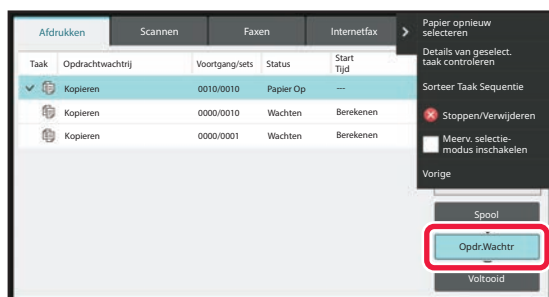 Afdrukken Scannen Faxen Internetfax
Taak Opdrachtwachtrij Voortgang/sets Status Start
Tijd
Kopieren 0010/0010 Papier Op ---
Kopieren 0000/0010 Wachten Berekenen
Kopieren 0000/0001 Wachten Berekenen
Papier opnieuw
selecteren
Details van geselect.
taak controleren
Sorteer Taak Sequentie
Stoppen/Verwijderen
Meerv. selectie-
modus inschakelen
Vorige
Spool
Opdr.Wachtr
Voltooid